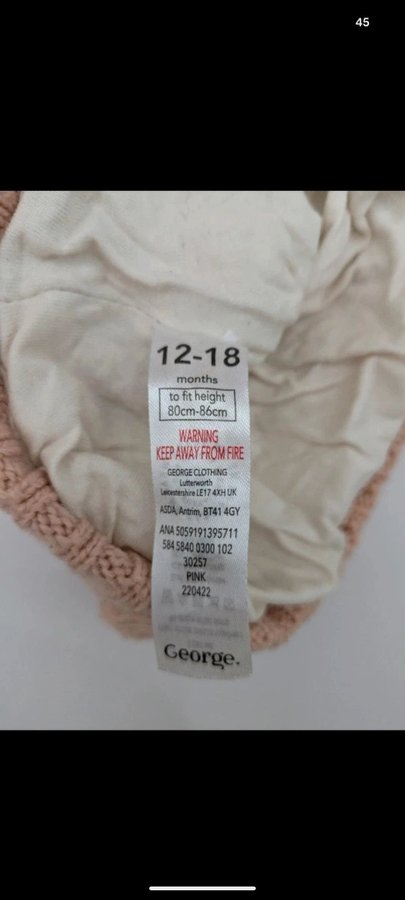 45
12-18
months
to fit height
80cm-86cm
WARNING
KEEP AWAY FROM FIRE
GEORGE CLOTHING
Lutterworth
Leicestershire LE17 4XH UK
ASDA, Antrim, BT41 4GY
ANA 5059191395711
584 5840 0300 102
30257
PINK
220422
George.